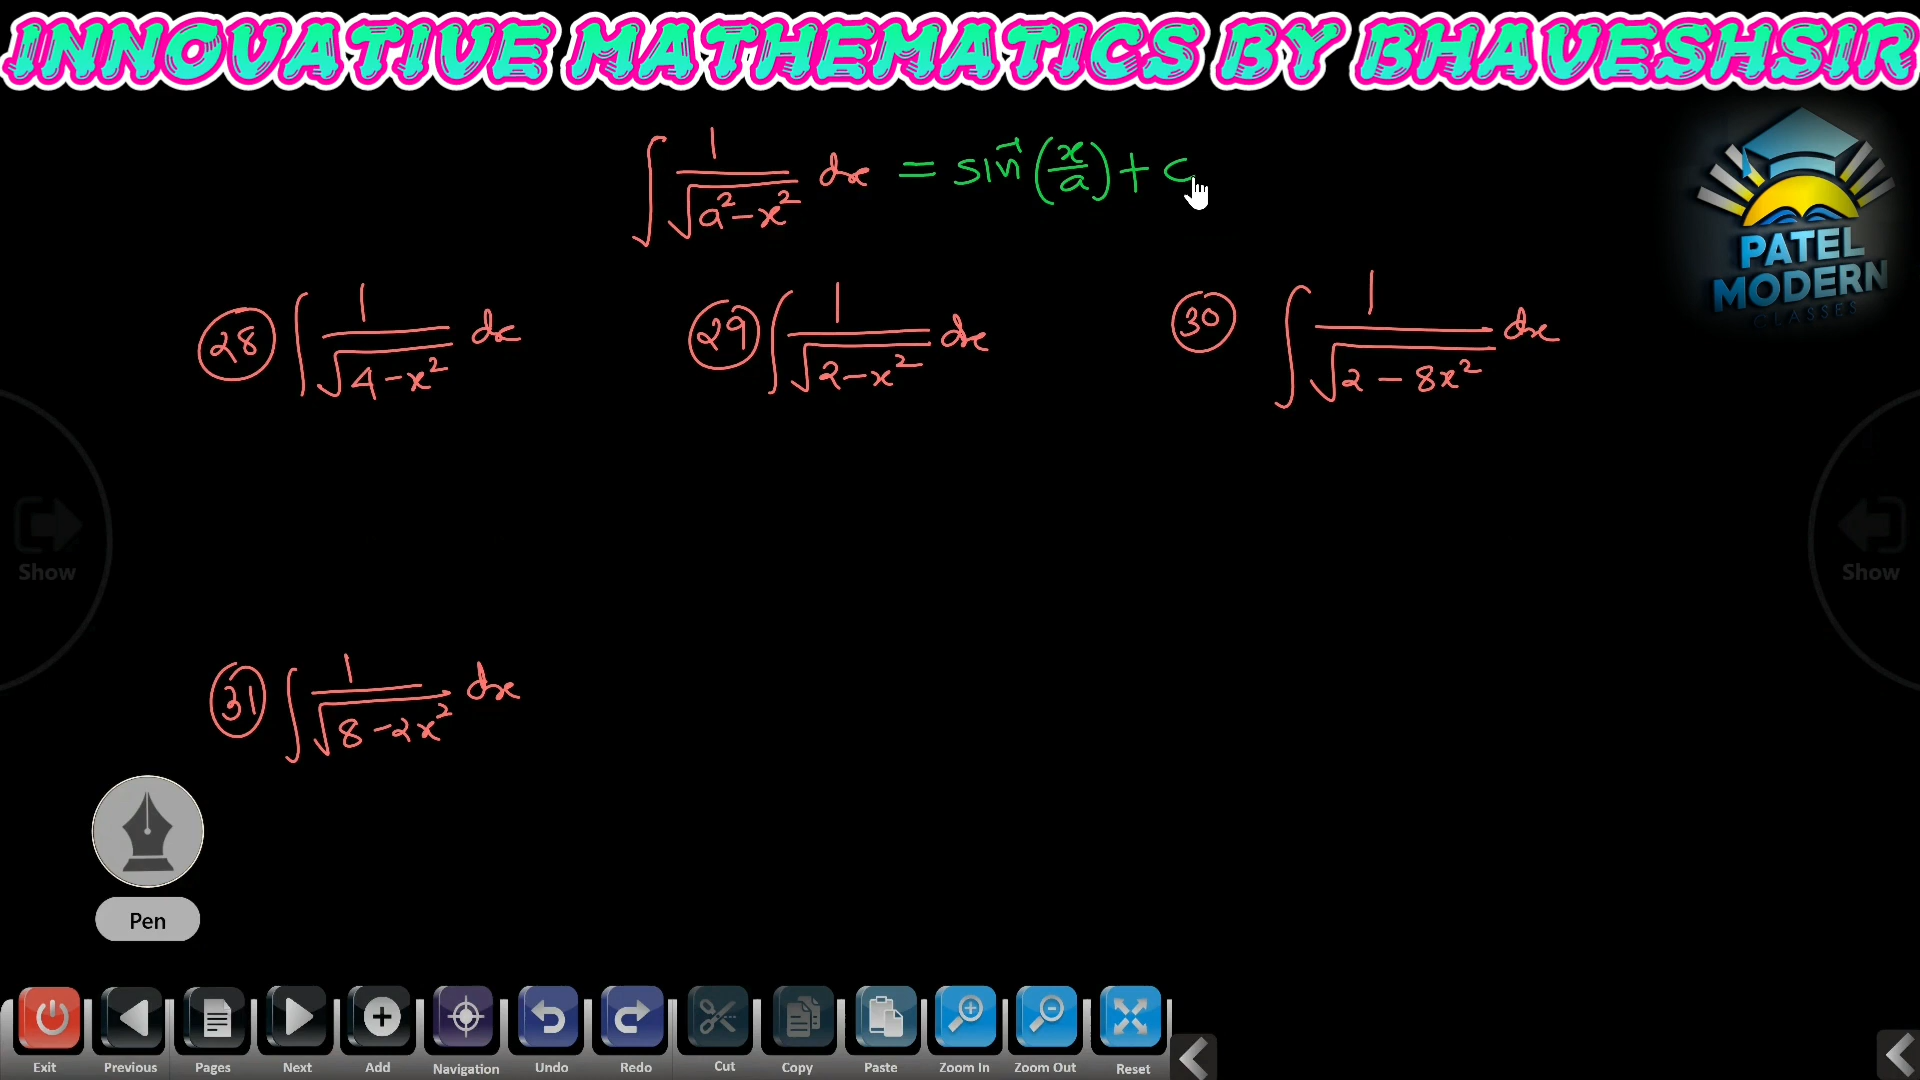 INNOVATIVE MATHEMATICS BY BHAVESHSIR
∫ 1/√(a² − x²) dx = sin⁻¹(x/a) + c
PATEL
MODERN
CLASSES
(28) ∫ 1/√(4 − x²) dx
(29) ∫ 1/√(2 − x²) dx
(30) ∫ 1/√(2 − 8x²) dx
Show
Show
(31) ∫ 1/√(8 − 2x²) dx
Pen
Exit Previous Pages Next Add Navigation Undo Redo Cut Copy Paste Zoom In Zoom Out Reset